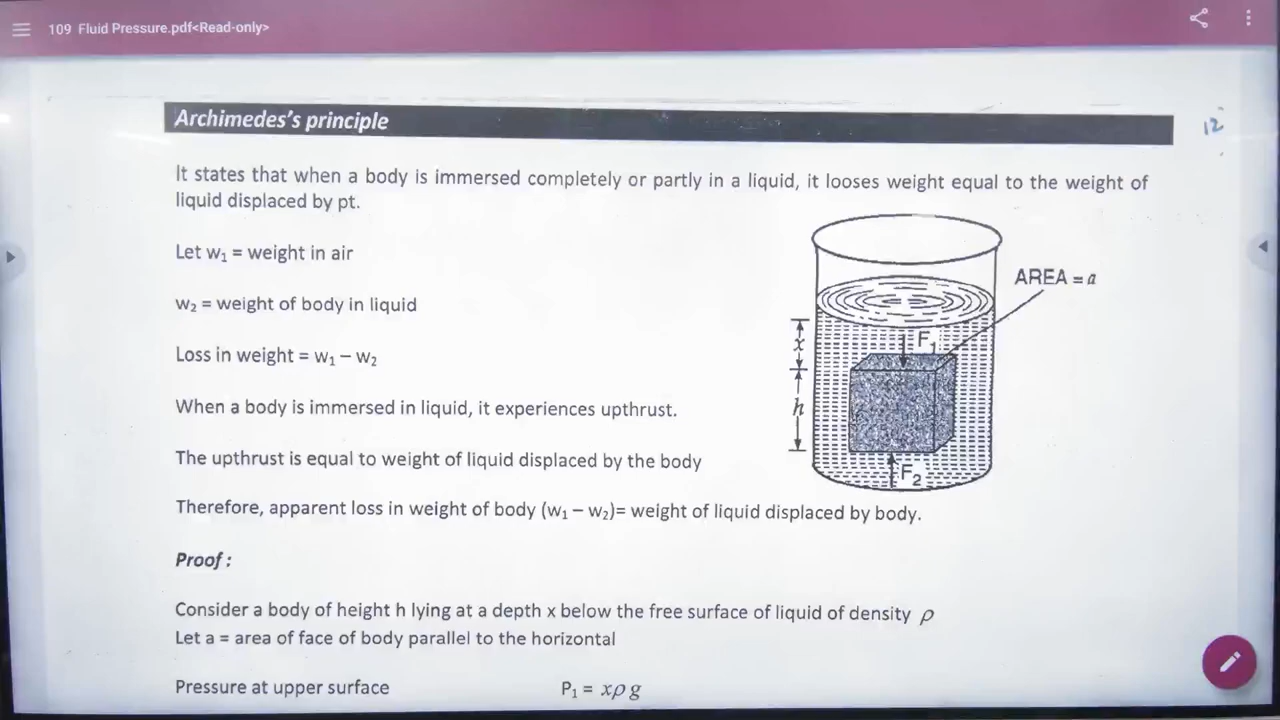 109 Fluid Pressure.pdf<Read-only>
Archimedes's principle
12
It states that when a body is immersed completely or partly in a liquid, it looses weight equal to the weight of
liquid displaced by pt.
Let w₁ = weight in air
w₂ = weight of body in liquid
Loss in weight = w₁ – w₂
When a body is immersed in liquid, it experiences upthrust.
The upthrust is equal to weight of liquid displaced by the body
Therefore, apparent loss in weight of body (w₁ – w₂)= weight of liquid displaced by body.
AREA = a
x
F₁
h
F₂
Proof :
Consider a body of height h lying at a depth x below the free surface of liquid of density ρ
Let a = area of face of body parallel to the horizontal
Pressure at upper surface P₁ = xρ g